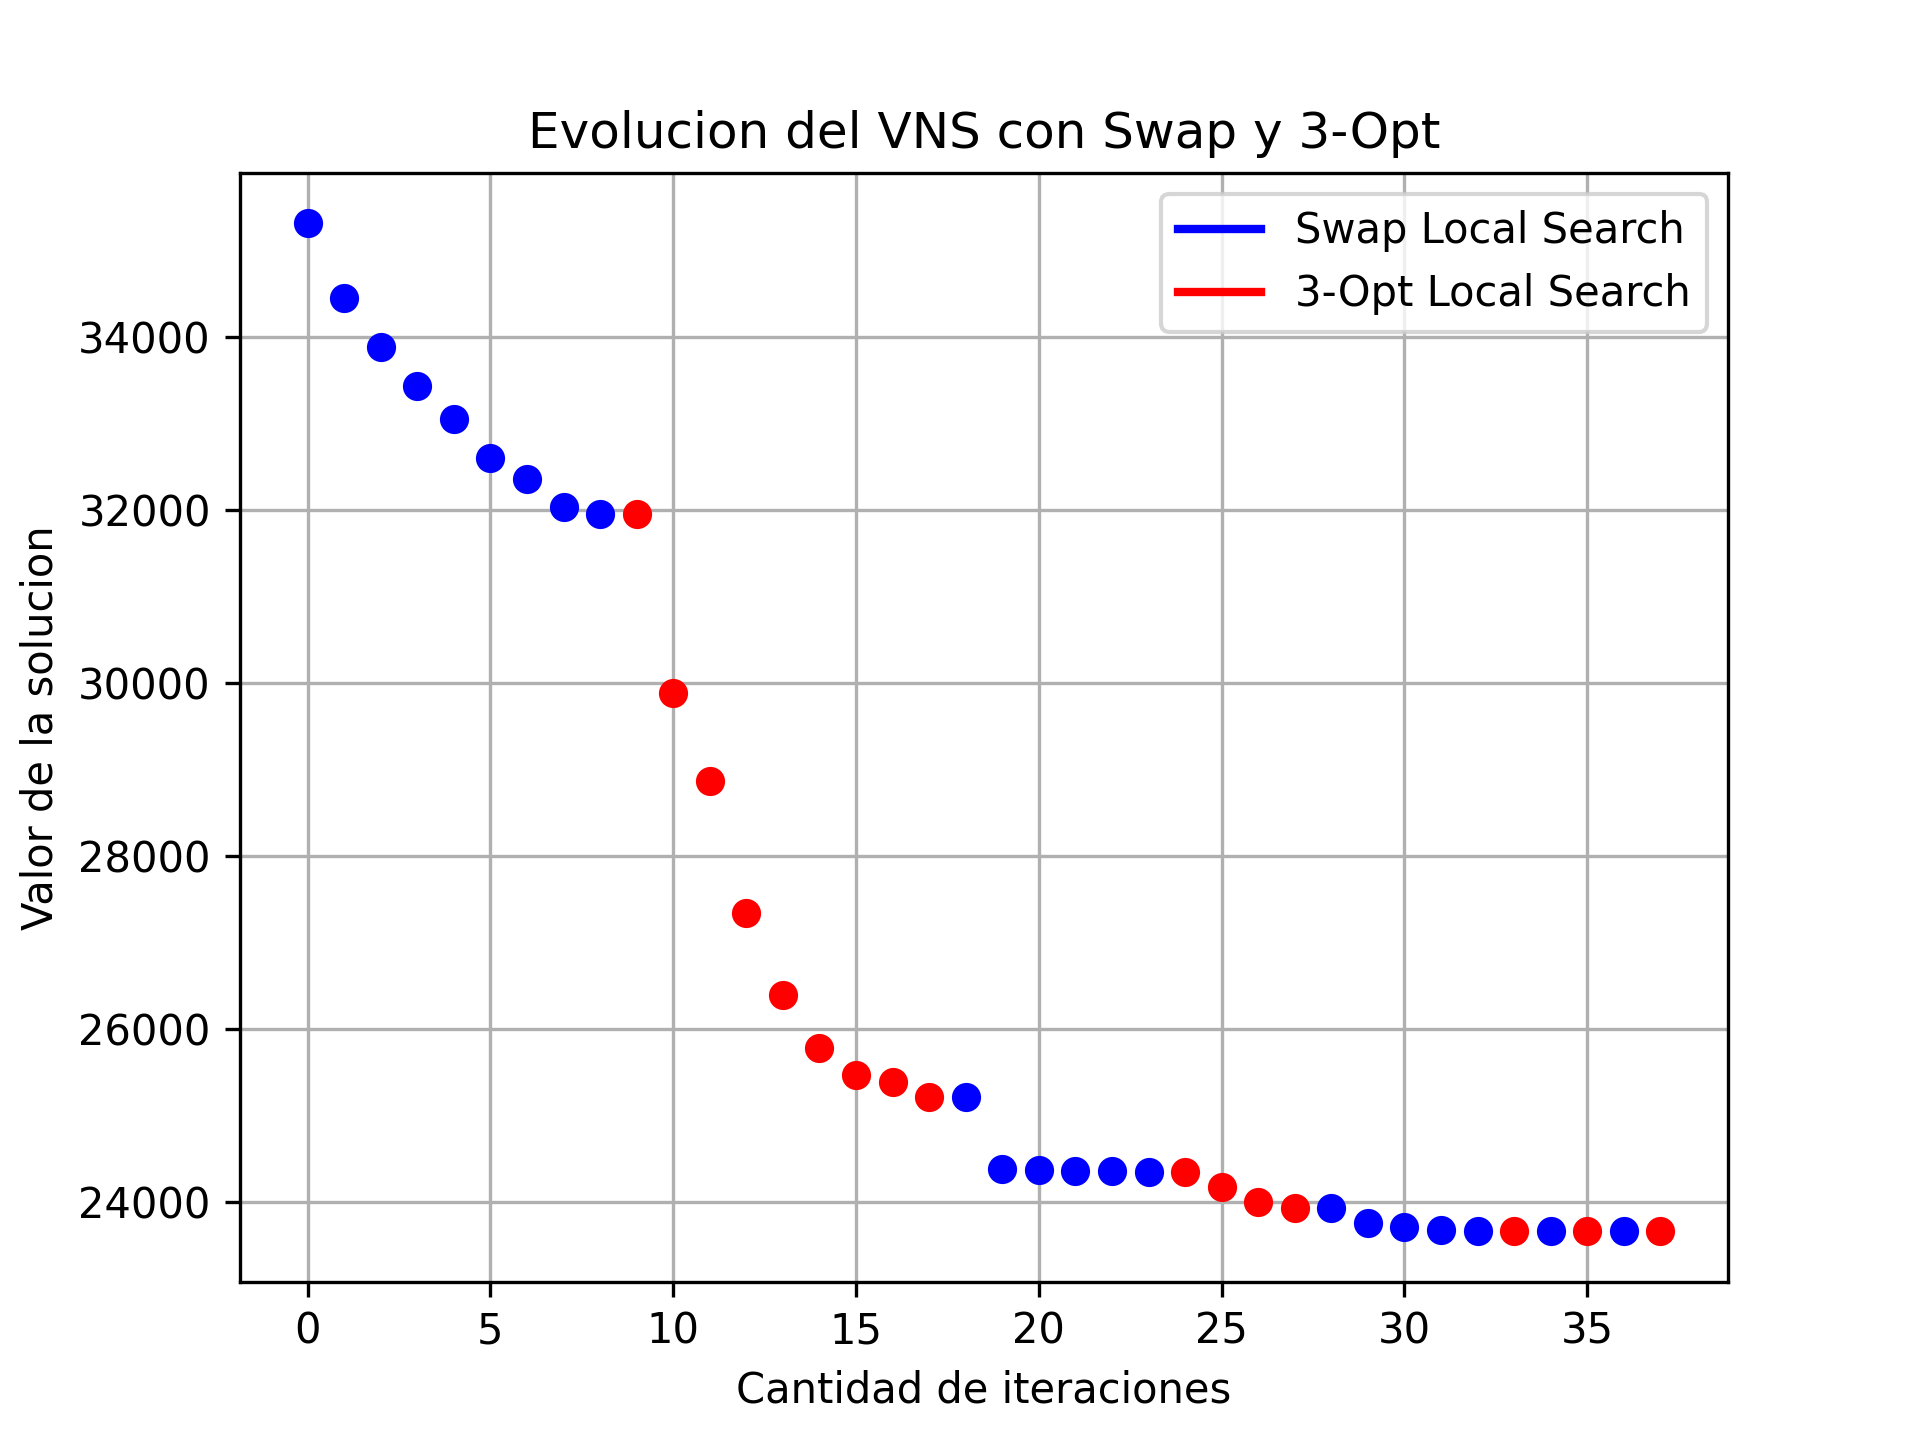 Evolucion del VNS con Swap y 3-Opt
Swap Local Search
3-Opt Local Search
Valor de la solucion
34000
32000
30000
28000
26000
24000
0 5 10 15 20 25 30 35
Cantidad de iteraciones